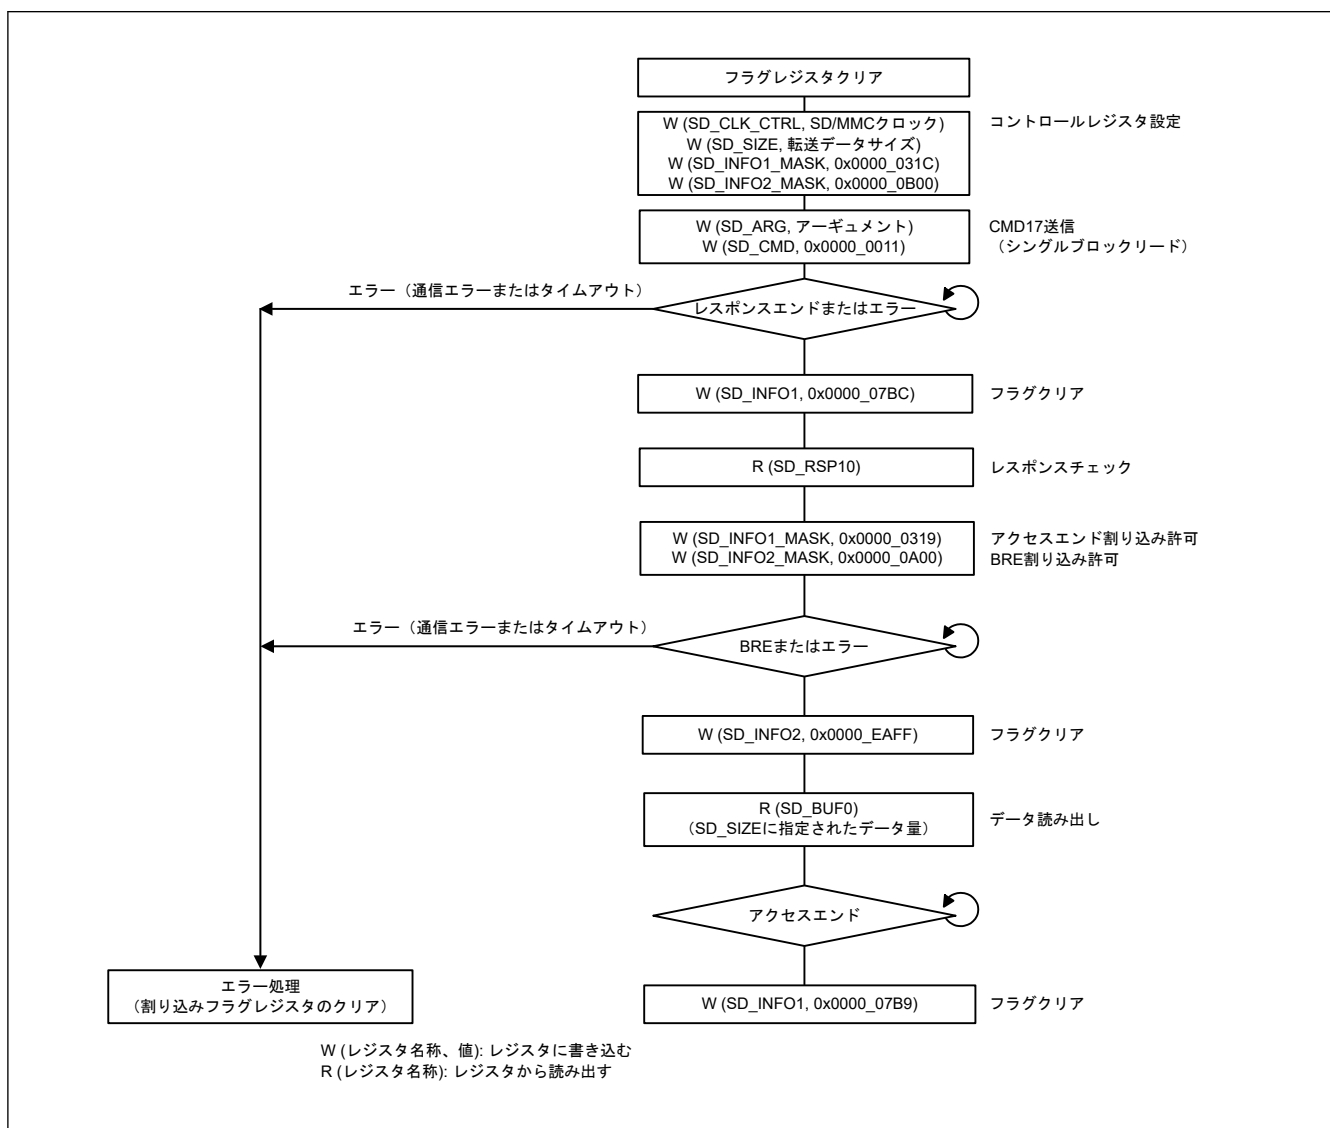 フラグレジスタクリア
W (SD_CLK_CTRL, SD/MMCクロック)
W (SD_SIZE, 転送データサイズ)
W (SD_INFO1_MASK, 0x0000_031C)
W (SD_INFO2_MASK, 0x0000_0B00)
コントロールレジスタ設定
W (SD_ARG, アーギュメント)
W (SD_CMD, 0x0000_0011)
CMD17送信
（シングルブロックリード）
エラー（通信エラーまたはタイムアウト）
レスポンスエンドまたはエラー
W (SD_INFO1, 0x0000_07BC)
フラグクリア
R (SD_RSP10)
レスポンスチェック
W (SD_INFO1_MASK, 0x0000_0319)
W (SD_INFO2_MASK, 0x0000_0A00)
アクセスエンド割り込み許可
BRE割り込み許可
エラー（通信エラーまたはタイムアウト）
BREまたはエラー
W (SD_INFO2, 0x0000_EAFF)
フラグクリア
R (SD_BUF0)
（SD_SIZEに指定されたデータ量）
データ読み出し
アクセスエンド
エラー処理
（割り込みフラグレジスタのクリア）
W (SD_INFO1, 0x0000_07B9)
フラグクリア
W (レジスタ名称、値): レジスタに書き込む
R (レジスタ名称): レジスタから読み出す